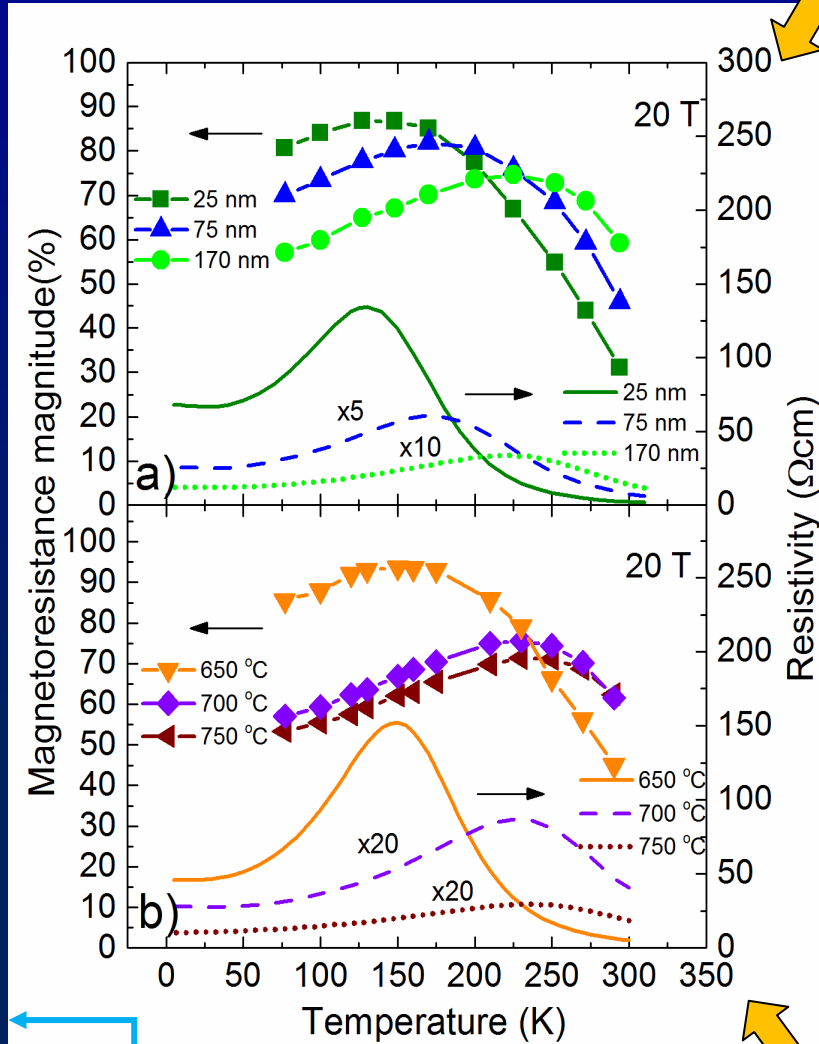 100
90
80
70
60
50
40
30
20
10
0
Magnetoresistance magnitude(%)
20 T
25 nm
75 nm
170 nm
x5
x10
25 nm
75 nm
170 nm
a)
300
250
200
150
100
50
0
Resistivity (Ωcm)
100
90
80
70
60
50
40
30
20
10
0
20 T
650 °C
700 °C
750 °C
x20
x20
650 °C
700 °C
750 °C
b)
250
200
150
100
50
0
0 50 100 150 200 250 300 350
Temperature (K)